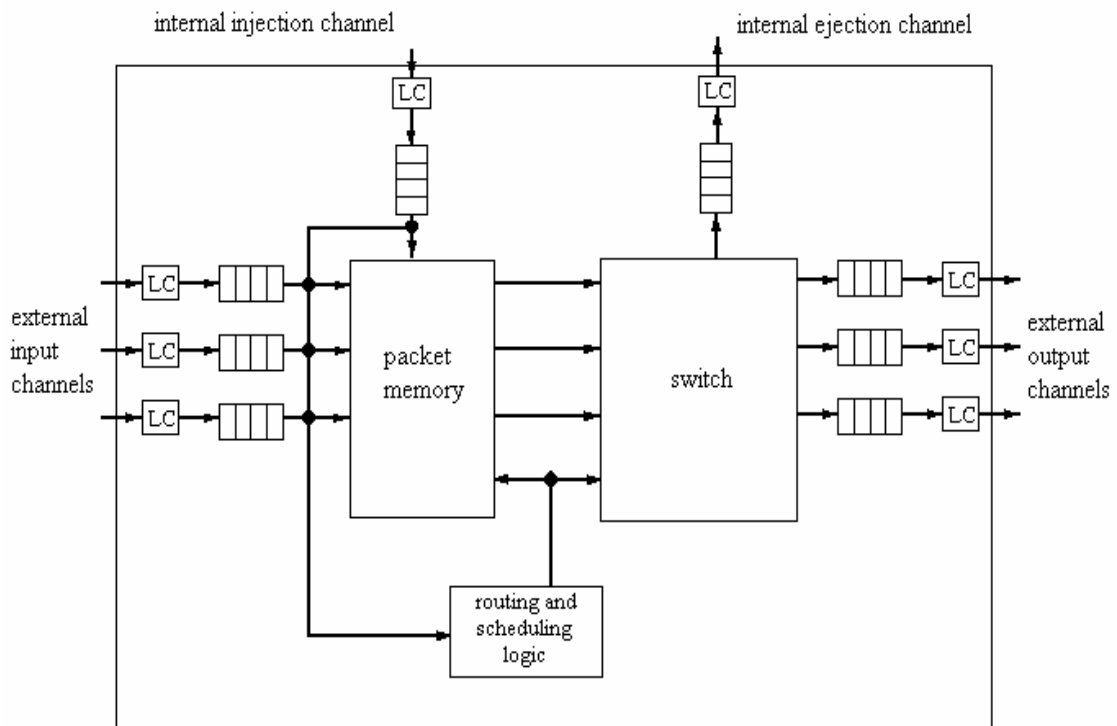 internal injection channel
internal ejection channel
LC
LC
LC
LC
external
input
channels
LC
LC
packet
memory
switch
LC
LC
LC
external
output
channels
routing and
scheduling
logic